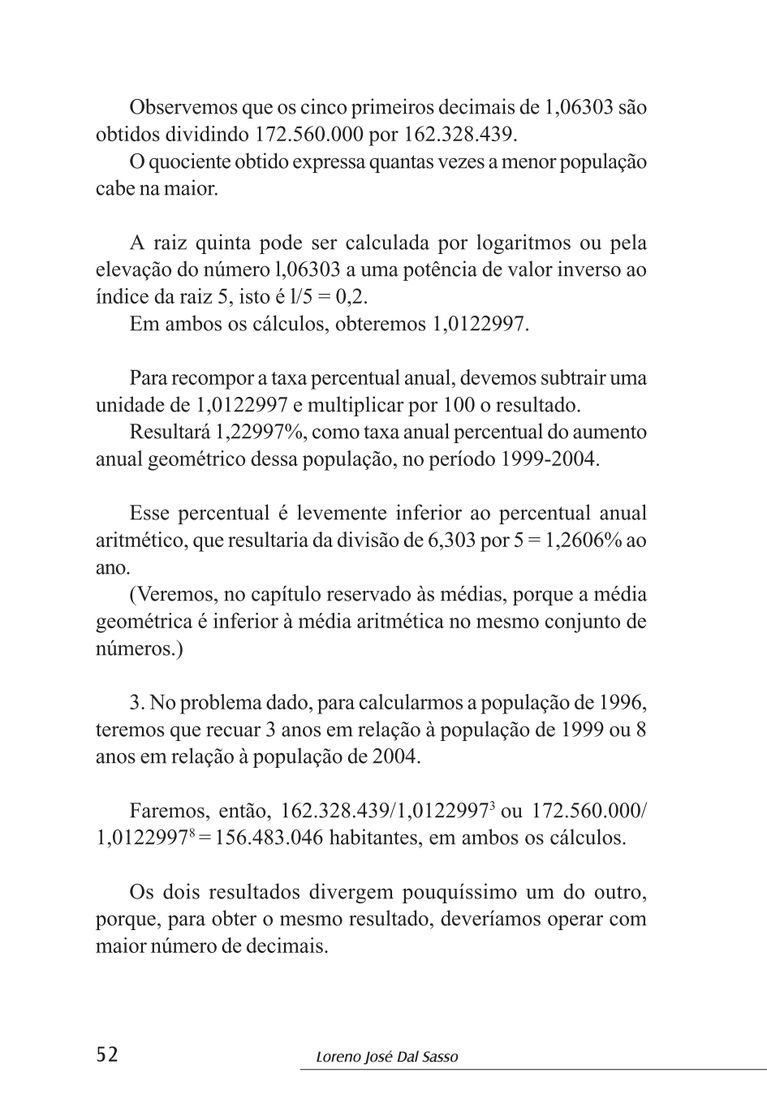 Observemos que os cinco primeiros decimais de 1,06303 são
obtidos dividindo 172.560.000 por 162.328.439.
O quociente obtido expressa quantas vezes a menor população
cabe na maior.
A raiz quinta pode ser calculada por logaritmos ou pela
elevação do número l,06303 a uma potência de valor inverso ao
índice da raiz 5, isto é l/5 = 0,2.
Em ambos os cálculos, obteremos 1,0122997.
Para recompor a taxa percentual anual, devemos subtrair uma
unidade de 1,0122997 e multiplicar por 100 o resultado.
Resultará 1,22997%, como taxa anual percentual do aumento
anual geométrico dessa população, no período 1999-2004.
Esse percentual é levemente inferior ao percentual anual
aritmético, que resultaria da divisão de 6,303 por 5 = 1,2606% ao
ano.
(Veremos, no capítulo reservado às médias, porque a média
geométrica é inferior à média aritmética no mesmo conjunto de
números.)
3. No problema dado, para calcularmos a população de 1996,
teremos que recuar 3 anos em relação à população de 1999 ou 8
anos em relação à população de 2004.
Faremos, então, 162.328.439/1,0122997³ ou 172.560.000/
1,0122997⁸ = 156.483.046 habitantes, em ambos os cálculos.
Os dois resultados divergem pouquíssimo um do outro,
porque, para obter o mesmo resultado, deveríamos operar com
maior número de decimais.
52 Loreno José Dal Sasso